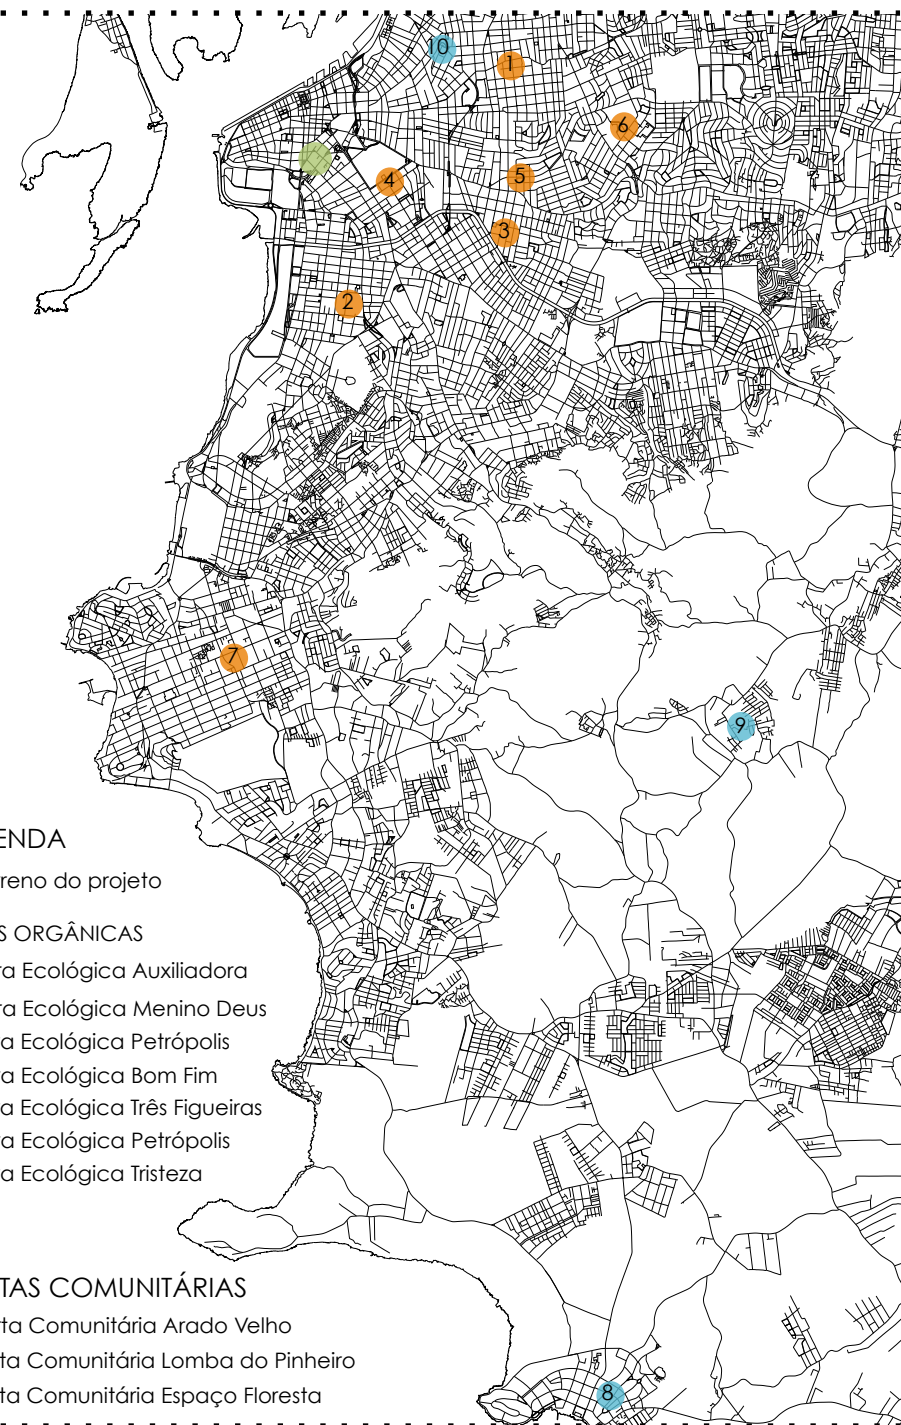 10
1
6
4
5
3
2
7
9
ENDA
reno do projeto
S ORGÂNICAS
ra Ecológica Auxiliadora
ra Ecológica Menino Deus
a Ecológica Petrópolis
ra Ecológica Bom Fim
a Ecológica Três Figueiras
ra Ecológica Petrópolis
a Ecológica Tristeza
TAS COMUNITÁRIAS
ta Comunitária Arado Velho
ta Comunitária Lomba do Pinheiro
ta Comunitária Espaço Floresta
8